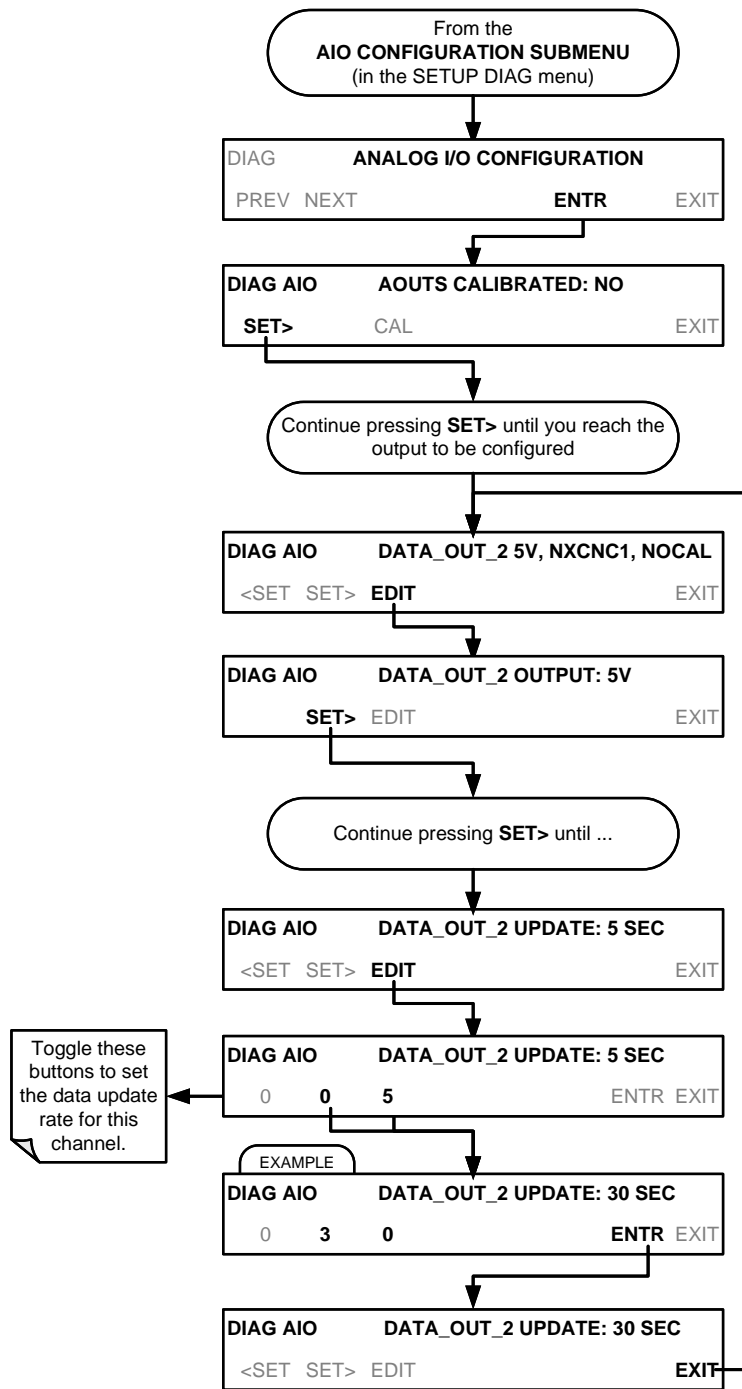 From the
AIO CONFIGURATION SUBMENU
(in the SETUP DIAG menu)
DIAG ANALOG I/O CONFIGURATION
PREV NEXT ENTR EXIT
DIAG AIO AOUTS CALIBRATED: NO
SET> CAL EXIT
Continue pressing SET> until you reach the
output to be configured
DIAG AIO DATA_OUT_2 5V, NXCNC1, NOCAL
<SET SET> EDIT EXIT
DIAG AIO DATA_OUT_2 OUTPUT: 5V
SET> EDIT EXIT
Continue pressing SET> until ...
DIAG AIO DATA_OUT_2 UPDATE: 5 SEC
<SET SET> EDIT EXIT
Toggle these
buttons to set
the data update
rate for this
channel.
DIAG AIO DATA_OUT_2 UPDATE: 5 SEC
0 0 5 ENTR EXIT
EXAMPLE
DIAG AIO DATA_OUT_2 UPDATE: 30 SEC
0 3 0 ENTR EXIT
DIAG AIO DATA_OUT_2 UPDATE: 30 SEC
<SET SET> EDIT EXIT